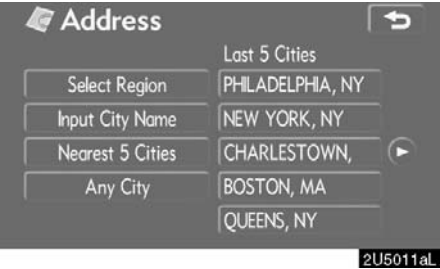 Address
Last 5 Cities
Select Region
PHILADELPHIA, NY
Input City Name
NEW YORK, NY
Nearest 5 Cities
CHARLESTOWN,
Any City
BOSTON, MA
QUEENS, NY
2U5011aL